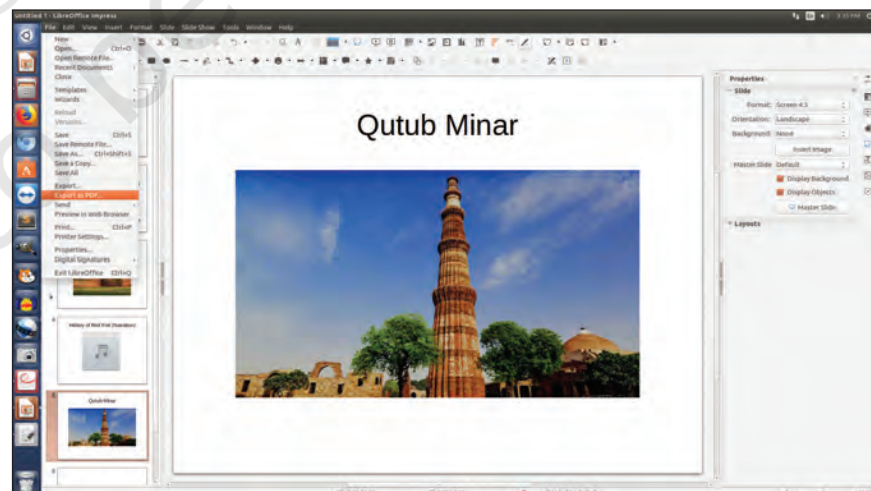 Untitled 1 - LibreOffice Impress
3:35 PM
File Edit View Insert Format Slide Slide Show Tools Window Help
New
Open... Ctrl+O
Open Remote File...
Recent Documents
Close
Templates
Wizards
Reload
Versions...
Save Ctrl+S
Save Remote File...
Save As... Ctrl+Shift+S
Save a Copy...
Save All
Export...
Export as PDF...
Send
Preview in Web Browser
Print... Ctrl+P
Printer Settings...
Properties...
Digital Signatures
Exit LibreOffice Ctrl+Q
History of Red Fort (Narration)
Qutub Minar
Qutub Minar
Properties
Slide
Format: Screen 4:3
Orientation: Landscape
Background: None
Insert Image
Master Slide Default
Display Background
Display Objects
Master Slide
Layouts